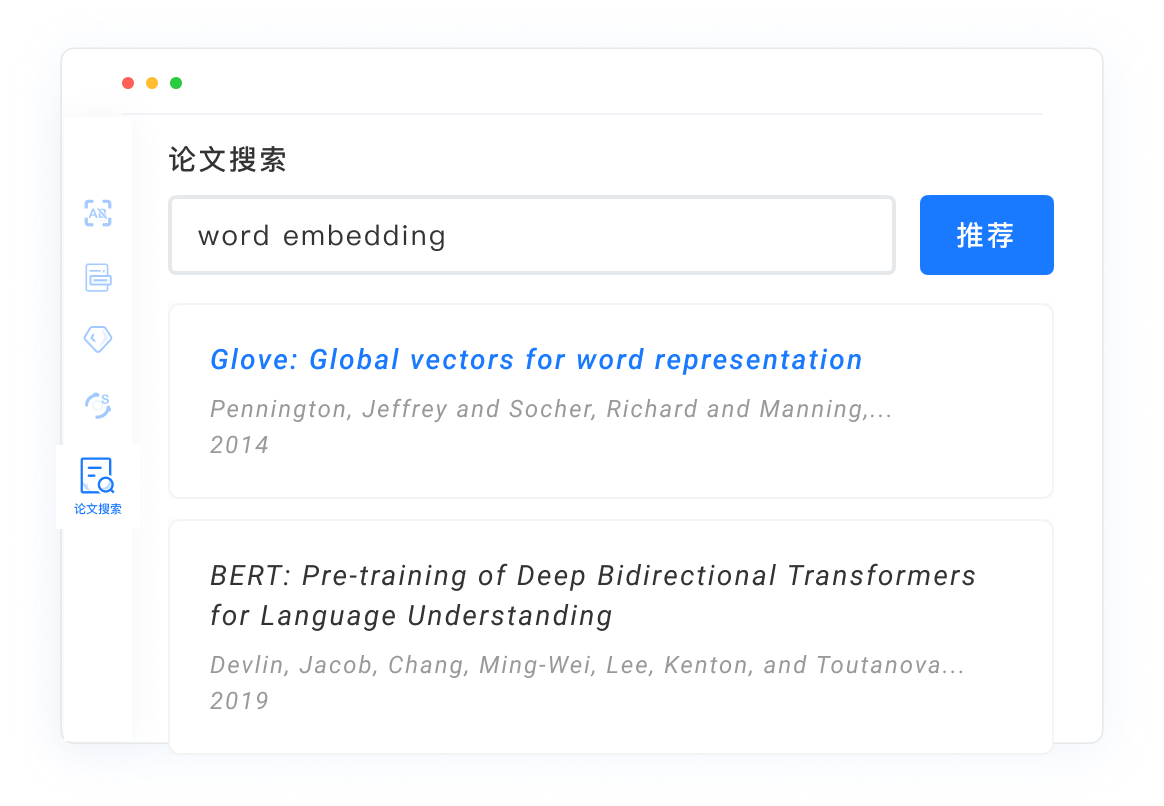 论文搜索
word embedding
推荐
AB
Glove: Global vectors for word representation
Pennington, Jeffrey and Socher, Richard and Manning,...
2014
S
论文搜索
BERT: Pre-training of Deep Bidirectional Transformers
for Language Understanding
Devlin, Jacob, Chang, Ming-Wei, Lee, Kenton, and Toutanova...
2019